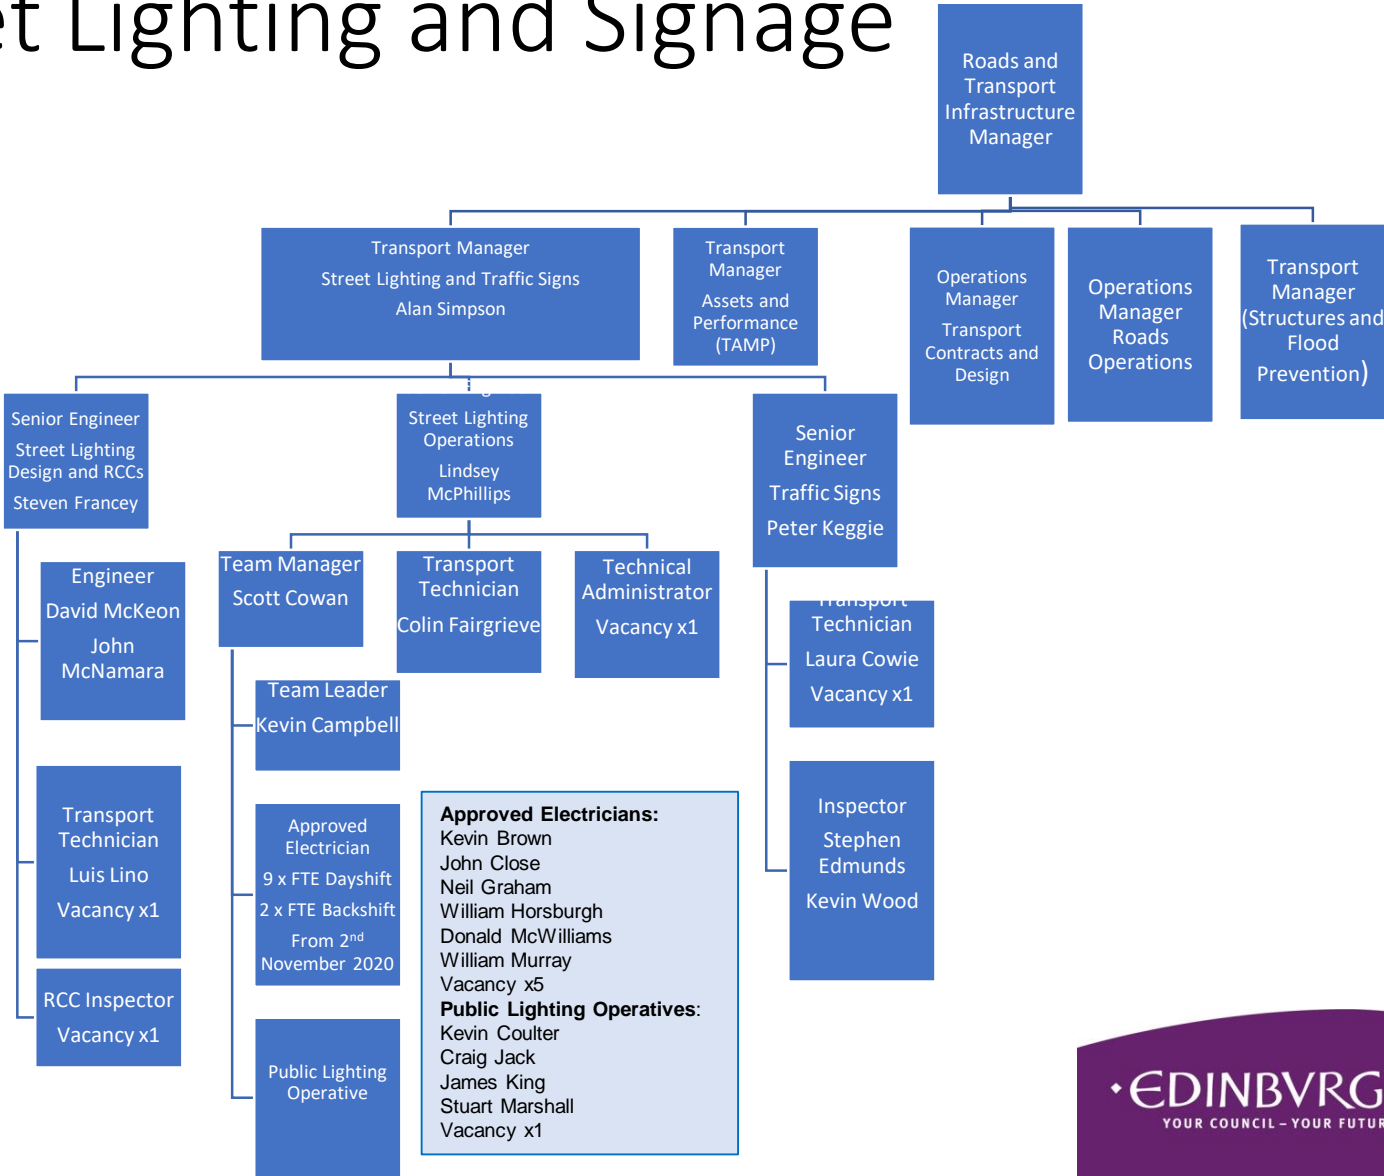 Lighting and Signage
Roads and
Transport
Infrastructure
Manager
Transport Manager
Street Lighting and Traffic Signs
Alan Simpson
Transport
Manager
Assets and
Performance
(TAMP)
Operations
Manager
Transport
Contracts and
Design
Operations
Manager
Roads
Operations
Transport
Manager
(Structures and
Flood
Prevention)
Senior Engineer
Street Lighting
Design and RCCs
Steven Francey
Street Lighting
Operations
Lindsey
McPhillips
Senior
Engineer
Traffic Signs
Peter Keggie
Engineer
David McKeon
John
McNamara
Team Manager
Scott Cowan
Transport
Technician
Colin Fairgrieve
Technical
Administrator
Vacancy x1
Transport
Technician
Laura Cowie
Vacancy x1
Team Leader
Kevin Campbell
Transport
Technician
Luis Lino
Vacancy x1
Approved
Electrician
9 x FTE Dayshift
2 x FTE Backshift
From 2nd
November 2020
Approved Electricians:
Kevin Brown
John Close
Neil Graham
William Horsburgh
Donald McWilliams
William Murray
Vacancy x5
Public Lighting Operatives:
Kevin Coulter
Craig Jack
James King
Stuart Marshall
Vacancy x1
Inspector
Stephen
Edmunds
Kevin Wood
RCC Inspector
Vacancy x1
Public Lighting
Operative
EDINBVRG
YOUR COUNCIL – YOUR FUTUR